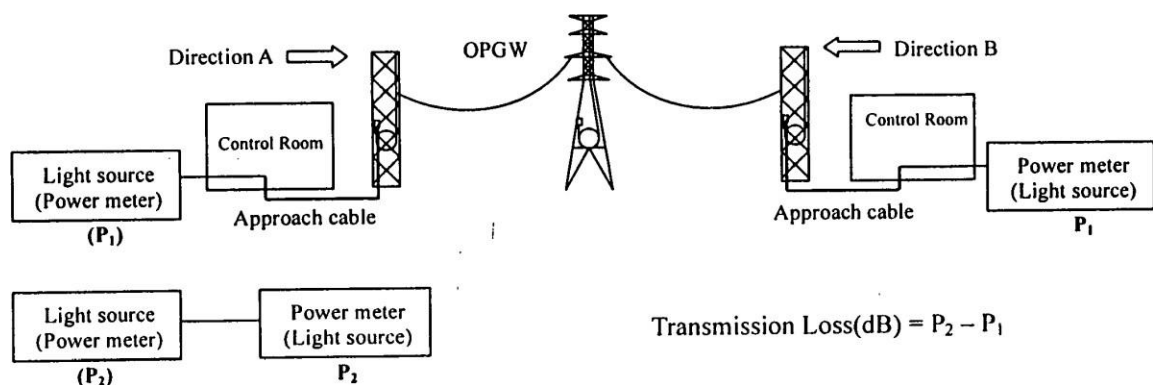 Direction A
OPGW
Direction B
Control Room
Control Room
Light source
(Power meter)
(P₁)
Approach cable
Approach cable
Power meter
(Light source)
P₁
Light source
(Power meter)
(P₂)
Power meter
(Light source)
P₂
Transmission Loss(dB) = P₂ – P₁